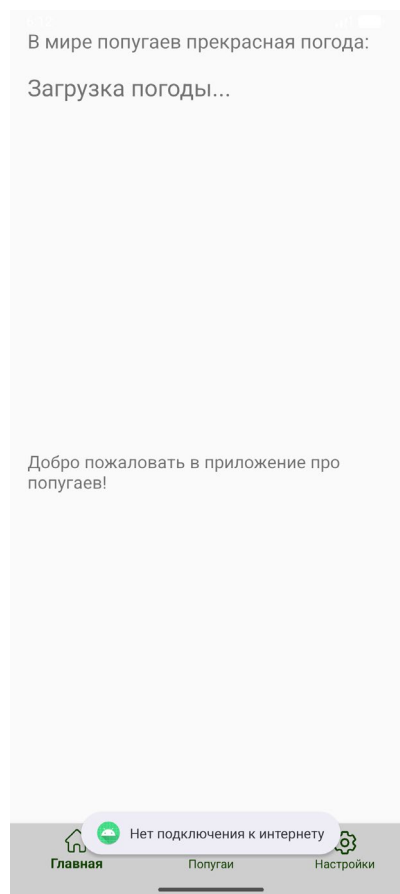 В мире попугаев прекрасная погода:
Загрузка погоды...
Добро пожаловать в приложение про
попугаев!
Нет подключения к интернету
Главная
Попугаи
Настройки